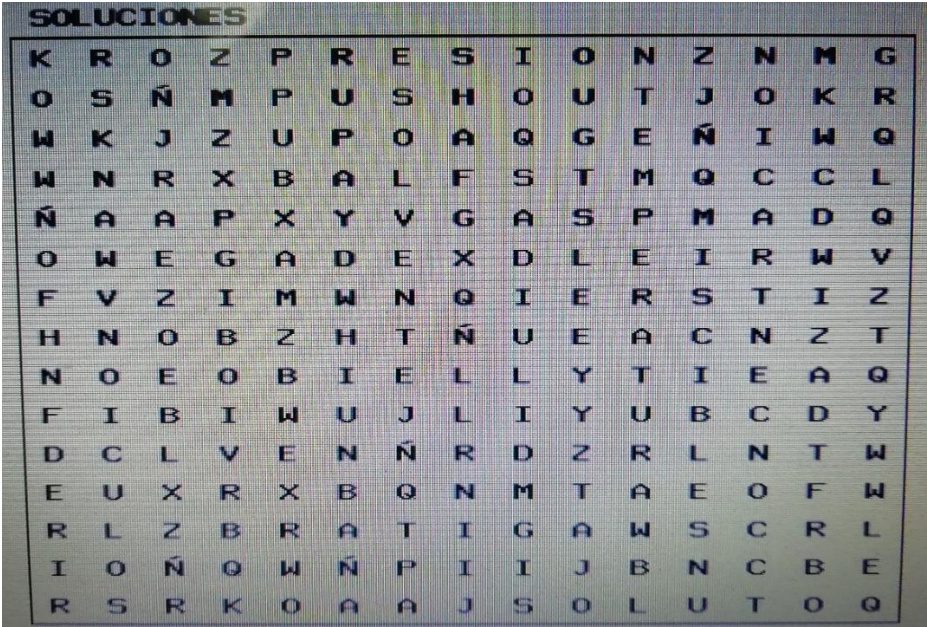 SOLUCIONES
K R O Z P R E S I O N Z N M G
O S Ñ M P U S H O U T J O K R
W K J Z U P O A Q G E Ñ I W Q
W N R X B A L F S T M Q C C L
Ñ A A P X Y V G A S P M A D Q
O W E G A D E X D L E I R W V
F V Z I M W N Q I E R S T I Z
H N O B Z H T Ñ U E A C N Z T
N O E O B I E L L Y T I E A Q
F I B I W U J L I Y U B C D Y
D C L V E N Ñ R D Z R L N T W
E U X R X B Q N M T A E O F W
R L Z B R A T I G A W S C R L
I O Ñ Q W Ñ P I I J B N C B E
R S R K O A A J S O L U T O Q